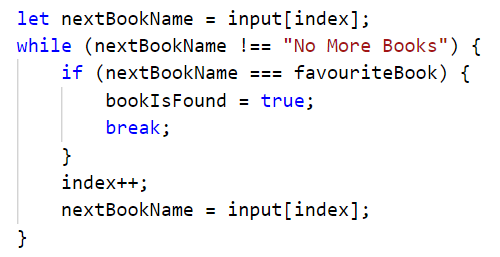 let nextBookName = input[index];
while (nextBookName !== "No More Books") {
    if (nextBookName === favouriteBook) {
        bookIsFound = true;
        break;
    }
    index++;
    nextBookName = input[index];
}